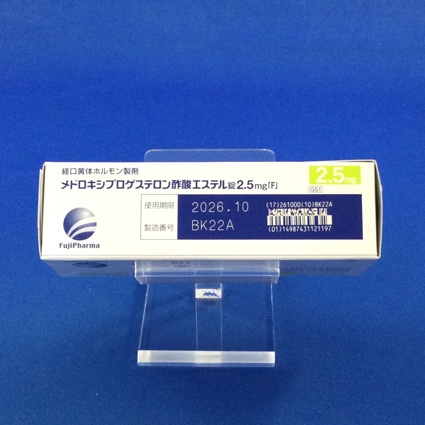 経口黄体ホルモン製剤
メドロキシプロゲステロン酢酸エステル錠2.5mg「F」
2.5mg
GS1
使用期限 2026.10
製造番号 BK22A
(17)261000(10)BK22A
(01)14987431121197
FujiPharma